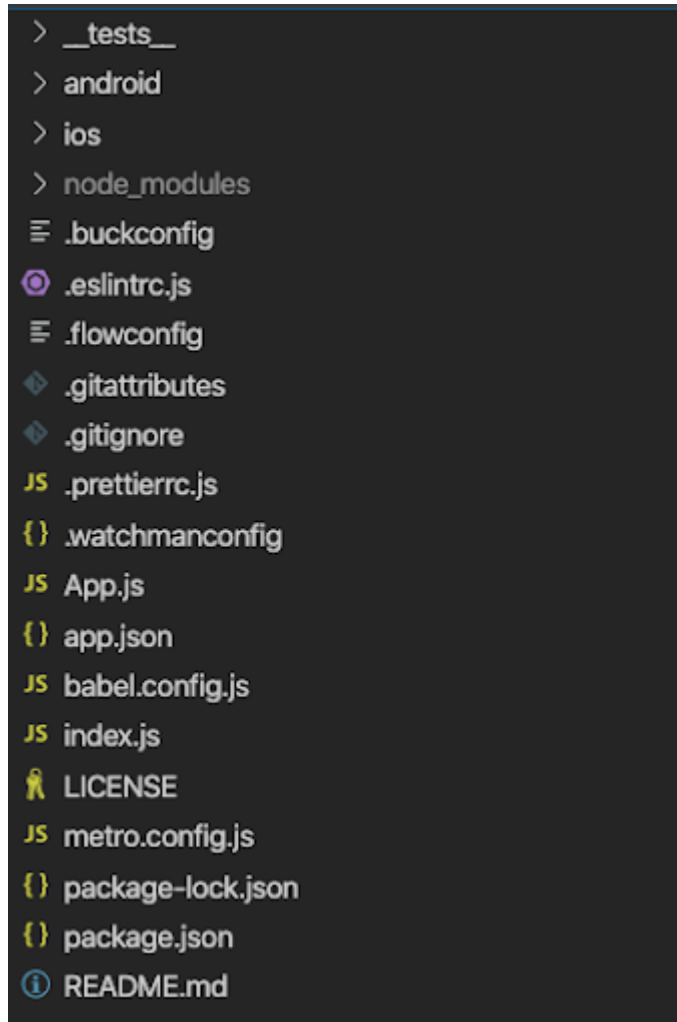 __tests__
android
ios
node_modules
.buckconfig
.eslintrc.js
.flowconfig
.gitattributes
.gitignore
JS .prettierrc.js
{} .watchmanconfig
JS App.js
{} app.json
JS babel.config.js
JS index.js
LICENSE
JS metro.config.js
{} package-lock.json
{} package.json
README.md